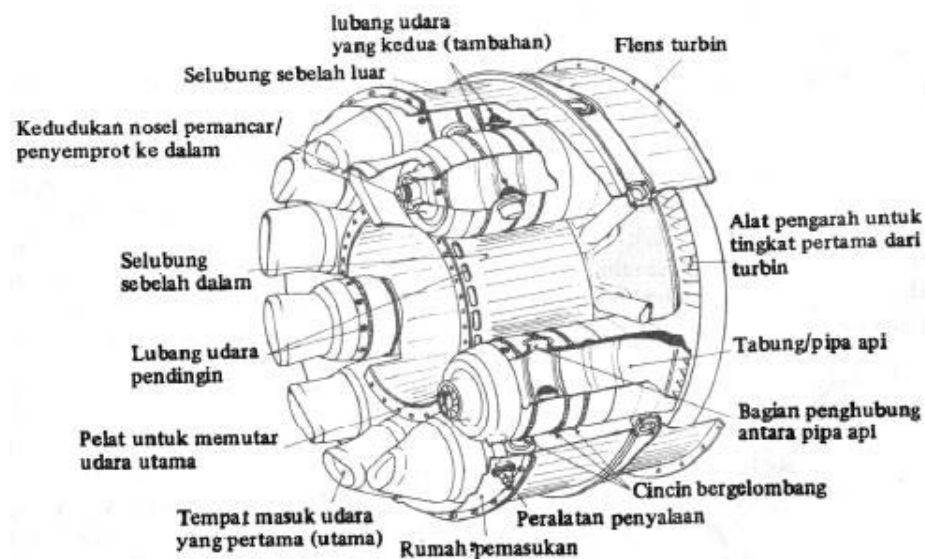 lubang udara
yang kedua (tambahan)
Flens turbin
Selubung sebelah luar
Kedudukan nosel pemancar/
penyemprot ke dalam
Alat pengarah untuk
tingkat pertama dari
turbin
Selubung
sebelah dalam
Lubang udara
pendingin
Tabung/pipa api
Bagian penghubung
antara pipa api
Pelat untuk memutar
udara utama
Cincin bergelombang
Tempat masuk udara
yang pertama (utama)
Peralatan penyalaan
Rumah pemasukan